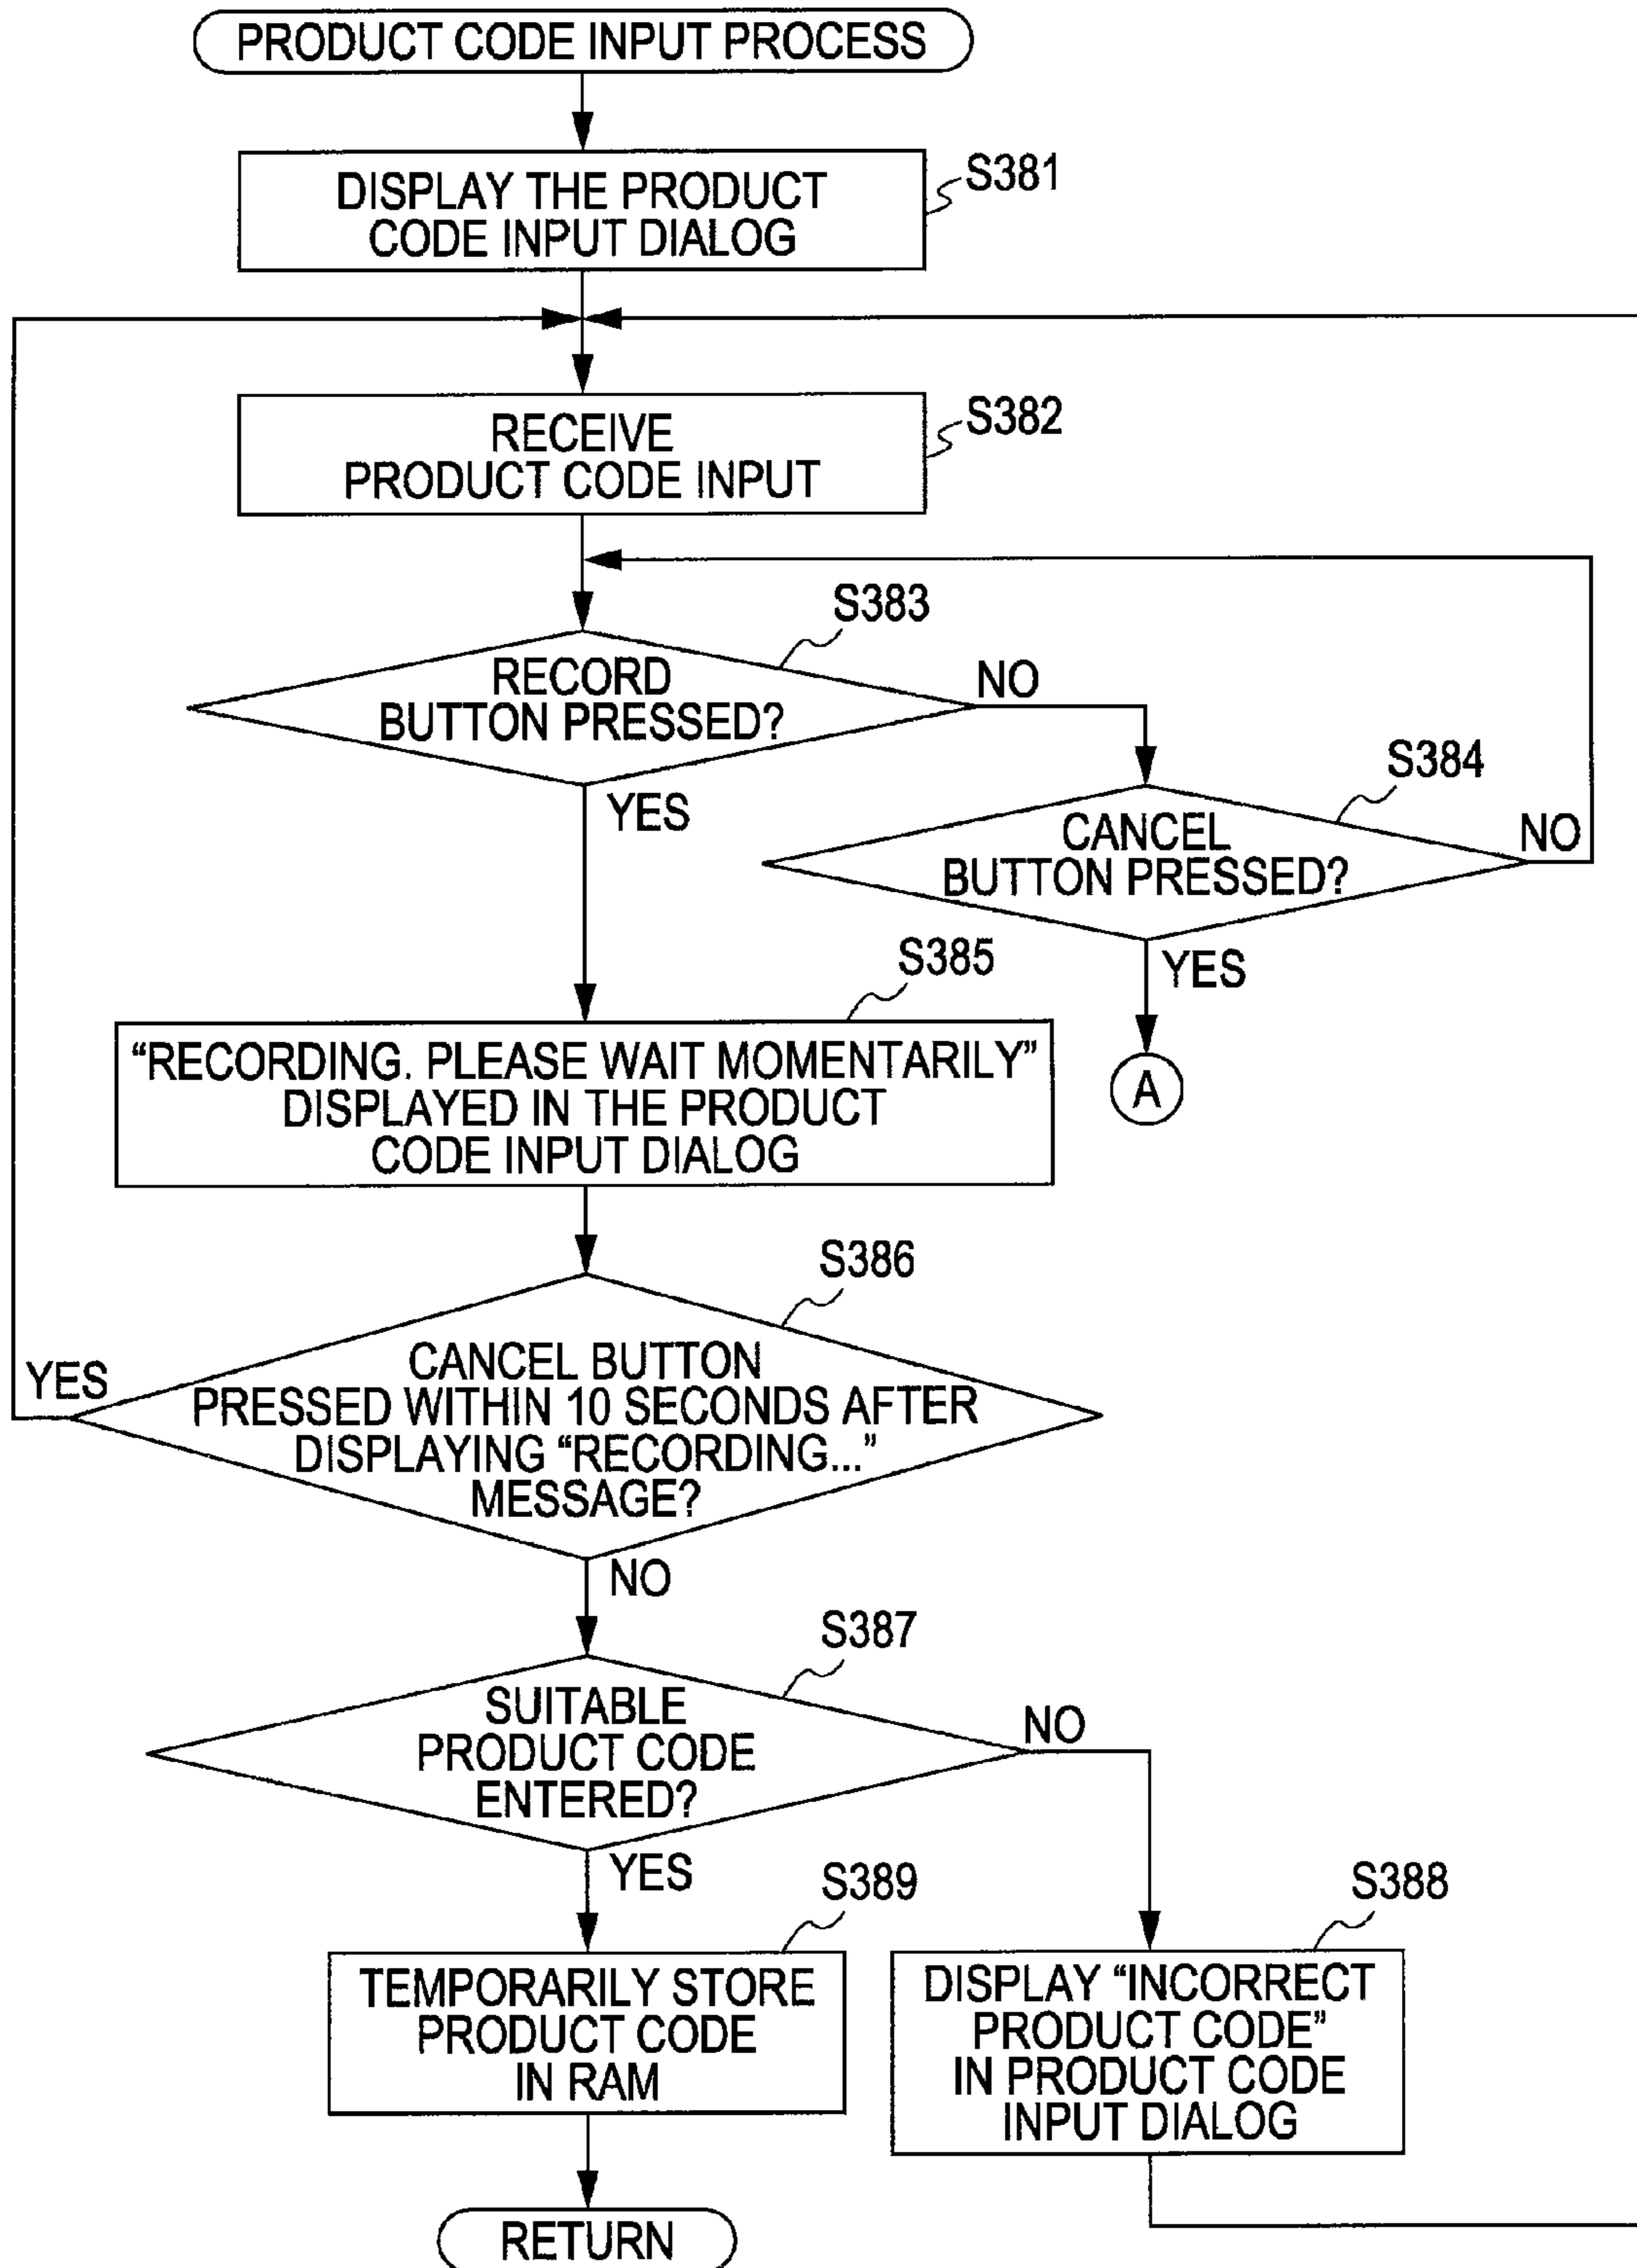 PRODUCT CODE INPUT PROCESS
S381
DISPLAY THE PRODUCT
CODE INPUT DIALOG
S382
RECEIVE
PRODUCT CODE INPUT
S383
RECORD
BUTTON PRESSED?
NO
YES
S384
CANCEL
BUTTON PRESSED?
NO
YES
A
S385
“RECORDING. PLEASE WAIT MOMENTARILY”
DISPLAYED IN THE PRODUCT
CODE INPUT DIALOG
S386
CANCEL BUTTON
PRESSED WITHIN 10 SECONDS AFTER
DISPLAYING “RECORDING...”
MESSAGE?
YES
NO
S387
SUITABLE
PRODUCT CODE
ENTERED?
NO
YES
S389
TEMPORARILY STORE
PRODUCT CODE
IN RAM
S388
DISPLAY “INCORRECT
PRODUCT CODE”
IN PRODUCT CODE
INPUT DIALOG
RETURN